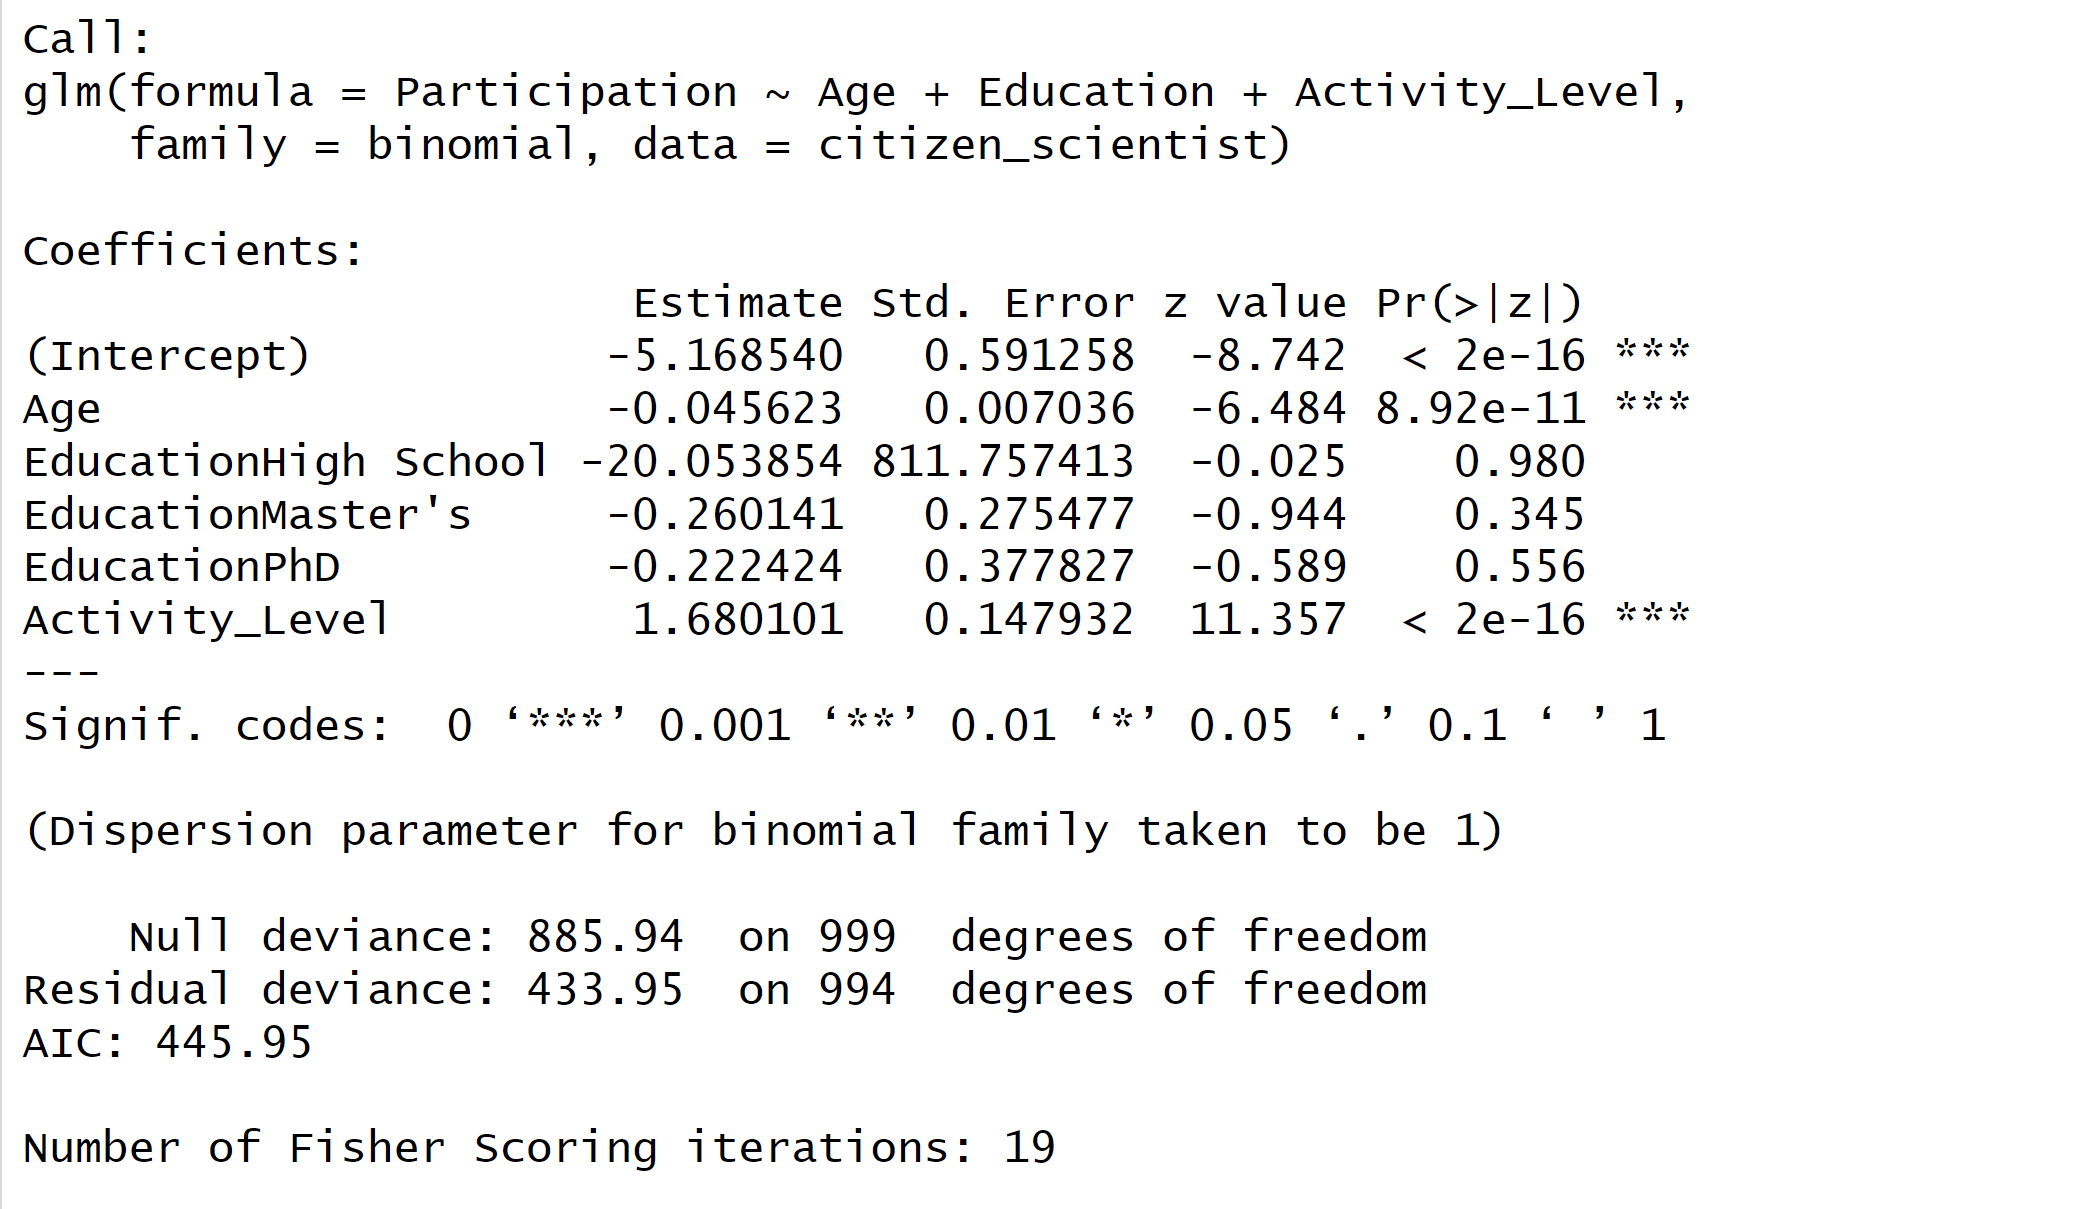 Call:
glm(formula = Participation ~ Age + Education + Activity_Level,
    family = binomial, data = citizen_scientist)

Coefficients:
                       Estimate Std. Error z value Pr(>|z|)
(Intercept)           -5.168540   0.591258  -8.742  < 2e-16 ***
Age                   -0.045623   0.007036  -6.484 8.92e-11 ***
EducationHigh School -20.053854 811.757413  -0.025    0.980
EducationMaster's     -0.260141   0.275477  -0.944    0.345
EducationPhD          -0.222424   0.377827  -0.589    0.556
Activity_Level         1.680101   0.147932  11.357  < 2e-16 ***
---
Signif. codes:  0 ‘***’ 0.001 ‘**’ 0.01 ‘*’ 0.05 ‘.’ 0.1 ‘ ’ 1

(Dispersion parameter for binomial family taken to be 1)

    Null deviance: 885.94  on 999  degrees of freedom
Residual deviance: 433.95  on 994  degrees of freedom
AIC: 445.95

Number of Fisher Scoring iterations: 19